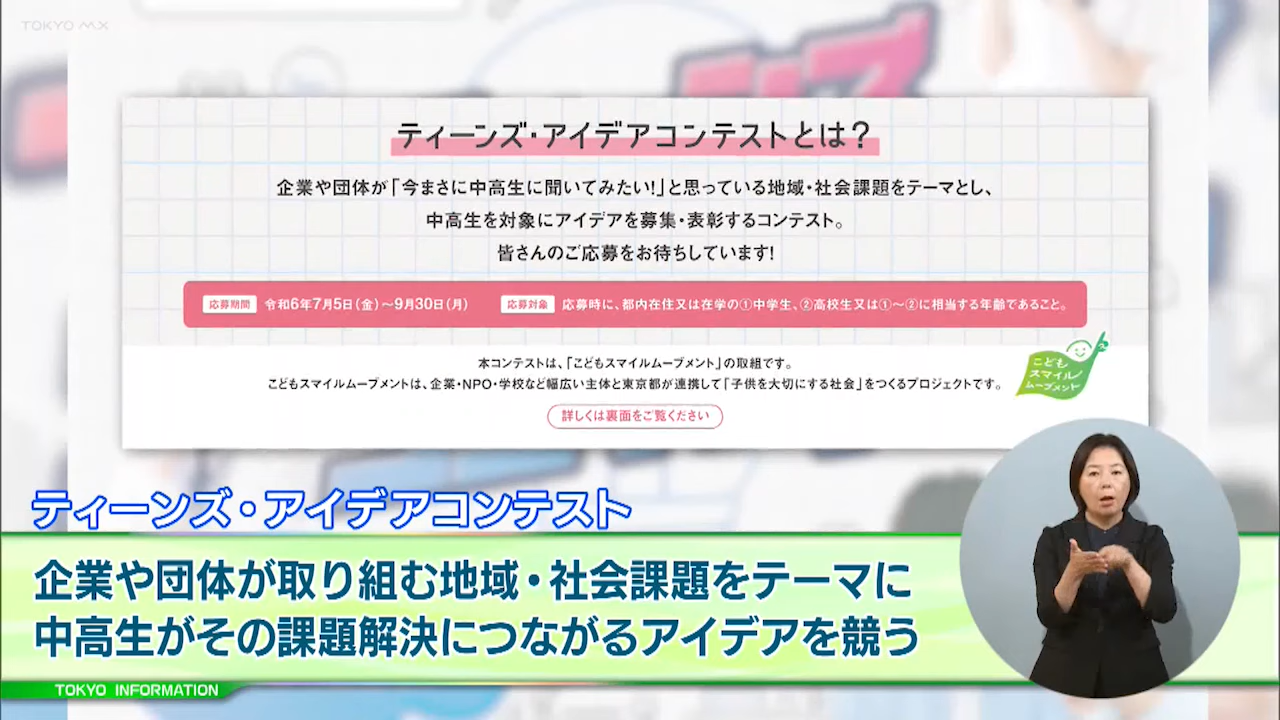 TOKYO MX
ティーンズ・アイデアコンテストとは？
企業や団体が「今まさに中高生に聞いてみたい!」と思っている地域・社会課題をテーマとし、
中高生を対象にアイデアを募集・表彰するコンテスト。
皆さんのご応募をお待ちしています!
応募期間 令和6年7月5日(金)～9月30日(月) 応募対象 応募時に、都内在住又は在学の①中学生、②高校生又は①～②に相当する年齢であること。
本コンテストは、「こどもスマイルムーブメント」の取組です。
こどもスマイルムーブメントは、企業・NPO・学校など幅広い主体と東京都が連携して「子供を大切にする社会」をつくるプロジェクトです。
こども
スマイル
ムーブメント
詳しくは裏面をご覧ください
ティーンズ・アイデアコンテスト
企業や団体が取り組む地域・社会課題をテーマに
中高生がその課題解決につながるアイデアを競う
TOKYO INFORMATION